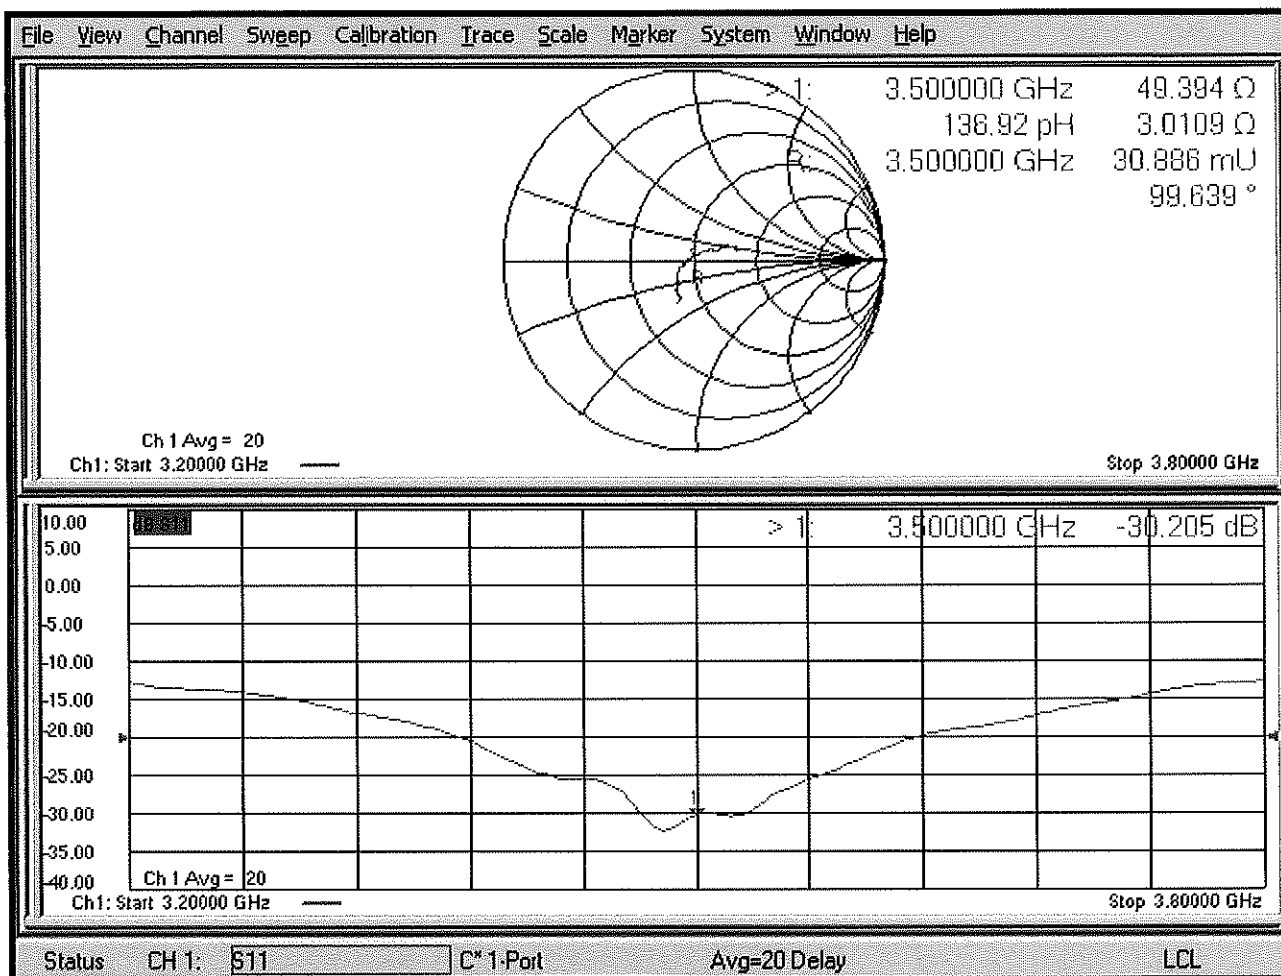 File View Channel Sweep Calibration Trace Scale Marker System Window Help
> 1: 3.500000 GHz 49.394 Ω
136.92 pH 3.0109 Ω
3.500000 GHz 30.886 mU
99.639 °
Ch 1 Avg = 20
Ch1: Start 3.20000 GHz
Stop 3.80000 GHz
10.00
dB S11
> 1: 3.500000 GHz -30.205 dB
5.00
0.00
-5.00
-10.00
-15.00
-20.00
-25.00
-30.00
-35.00
-40.00
Ch 1 Avg = 20
Ch1: Start 3.20000 GHz
Stop 3.80000 GHz
Status CH 1: S11 C* 1-Port Avg=20 Delay LCL